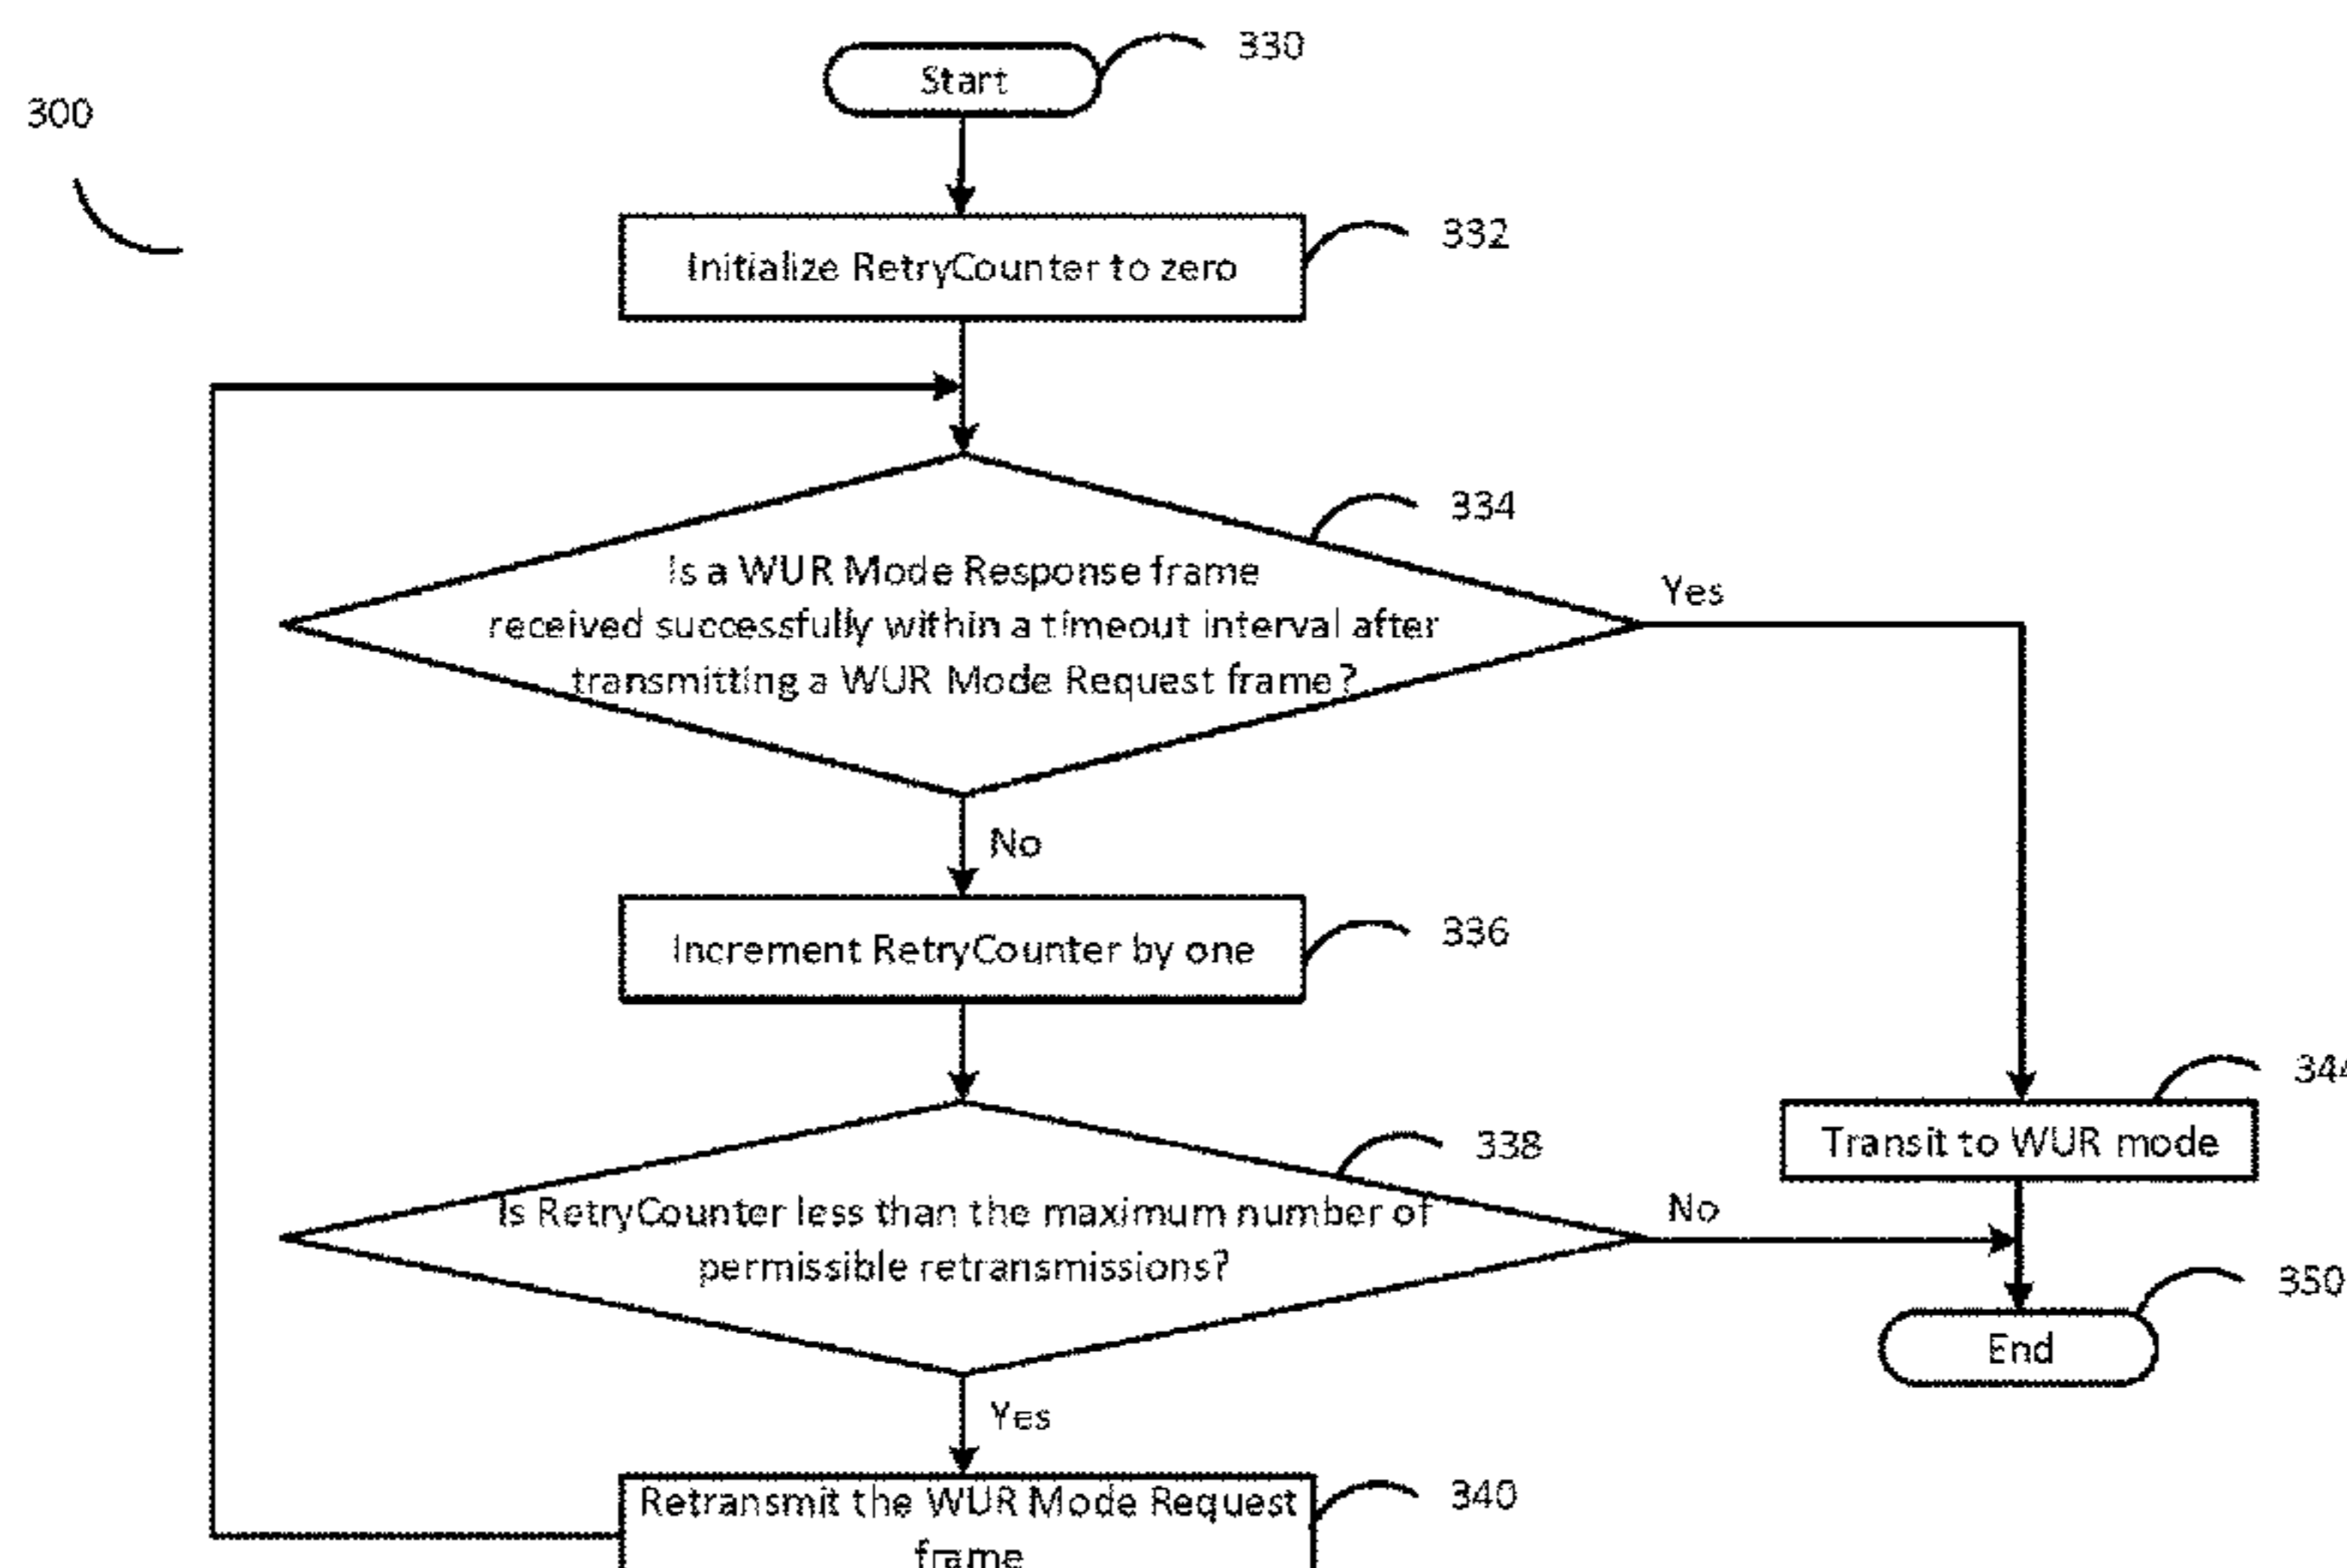 330
Start
300
332
Initialize RetryCounter to zero
334
Is a WUR Mode Response frame
received successfully within a timeout interval after
transmitting a WUR Mode Request frame?
Yes
No
336
Increment RetryCounter by one
344
Transit to WUR mode
338
Is RetryCounter less than the maximum number of
permissible retransmissions?
No
350
End
Yes
340
Retransmit the WUR Mode Request
frame